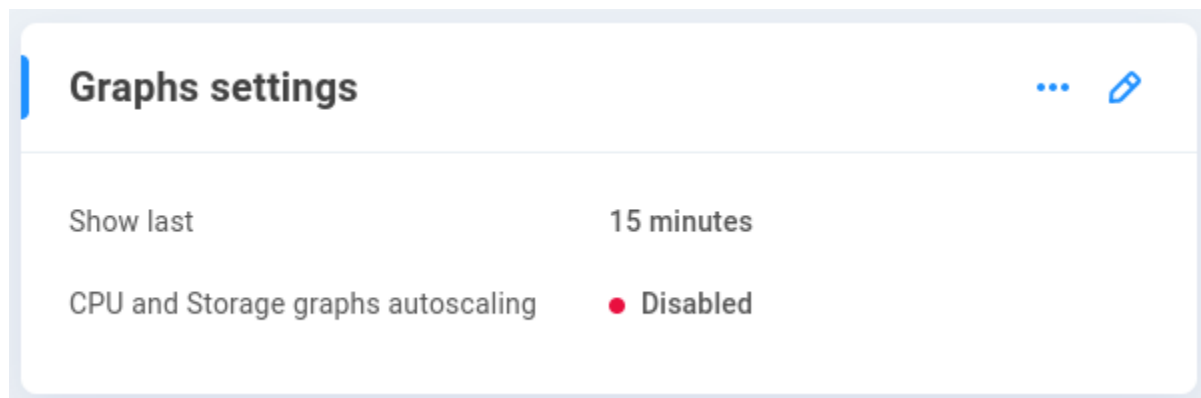 Graphs settings
Show last 15 minutes
CPU and Storage graphs autoscaling Disabled